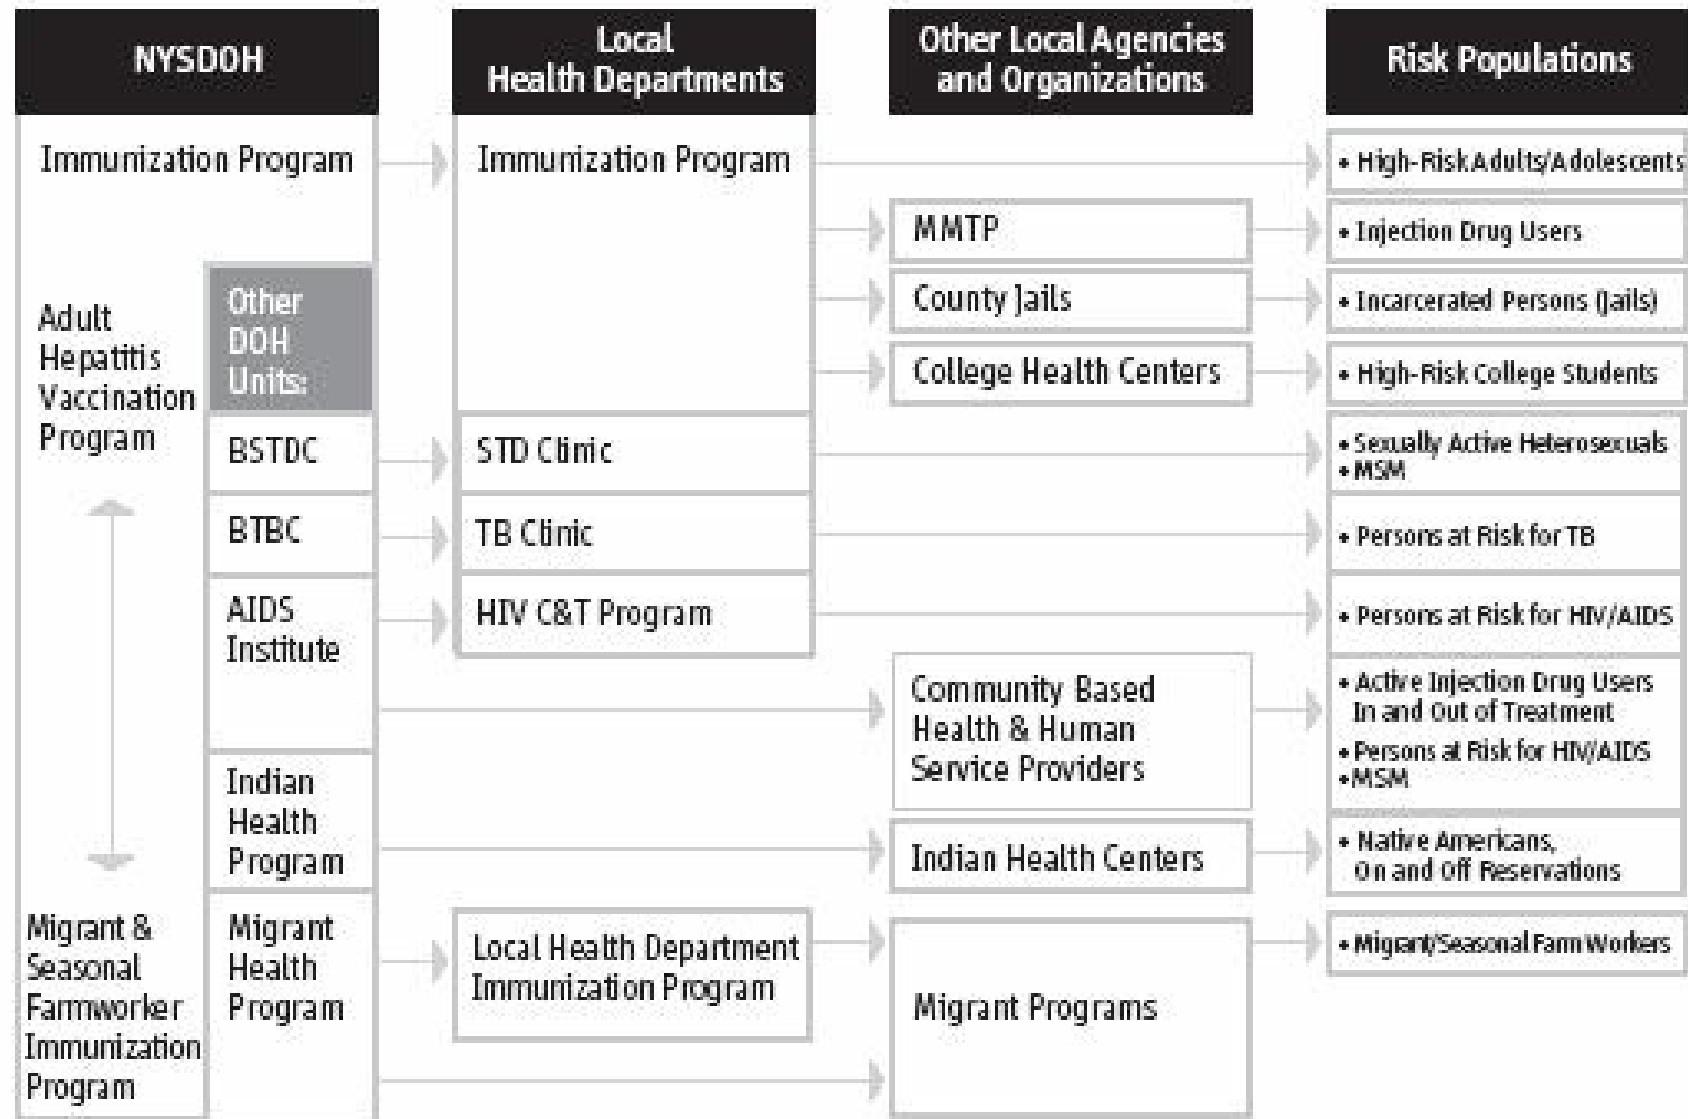 NYSDOH
Immunization Program
Adult
Hepatitis
Vaccination
Program
Other
DOH
Units:
BSTDC
BTBC
AIDS
Institute
Indian
Health
Program
Migrant &
Seasonal
Farmworker
Immunization
Program
Migrant
Health
Program
Local
Health Departments
Immunization Program
STD Clinic
TB Clinic
HIV C&T Program
Local Health Department
Immunization Program
Other Local Agencies
and Organizations
MMTP
County Jails
College Health Centers
Community Based
Health & Human
Service Providers
Indian Health Centers
Migrant Programs
Risk Populations
• High-Risk Adults/Adolescents
• Injection Drug Users
• Incarcerated Persons (Jails)
• High-Risk College Students
• Sexually Active Heterosexuals
• MSM
• Persons at Risk for TB
• Persons at Risk for HIV/AIDS
• Active Injection Drug Users
In and Out of Treatment
• Persons at Risk for HIV/AIDS
• MSM
• Native Americans,
On and Off Reservations
• Migrant/Seasonal Farm Workers